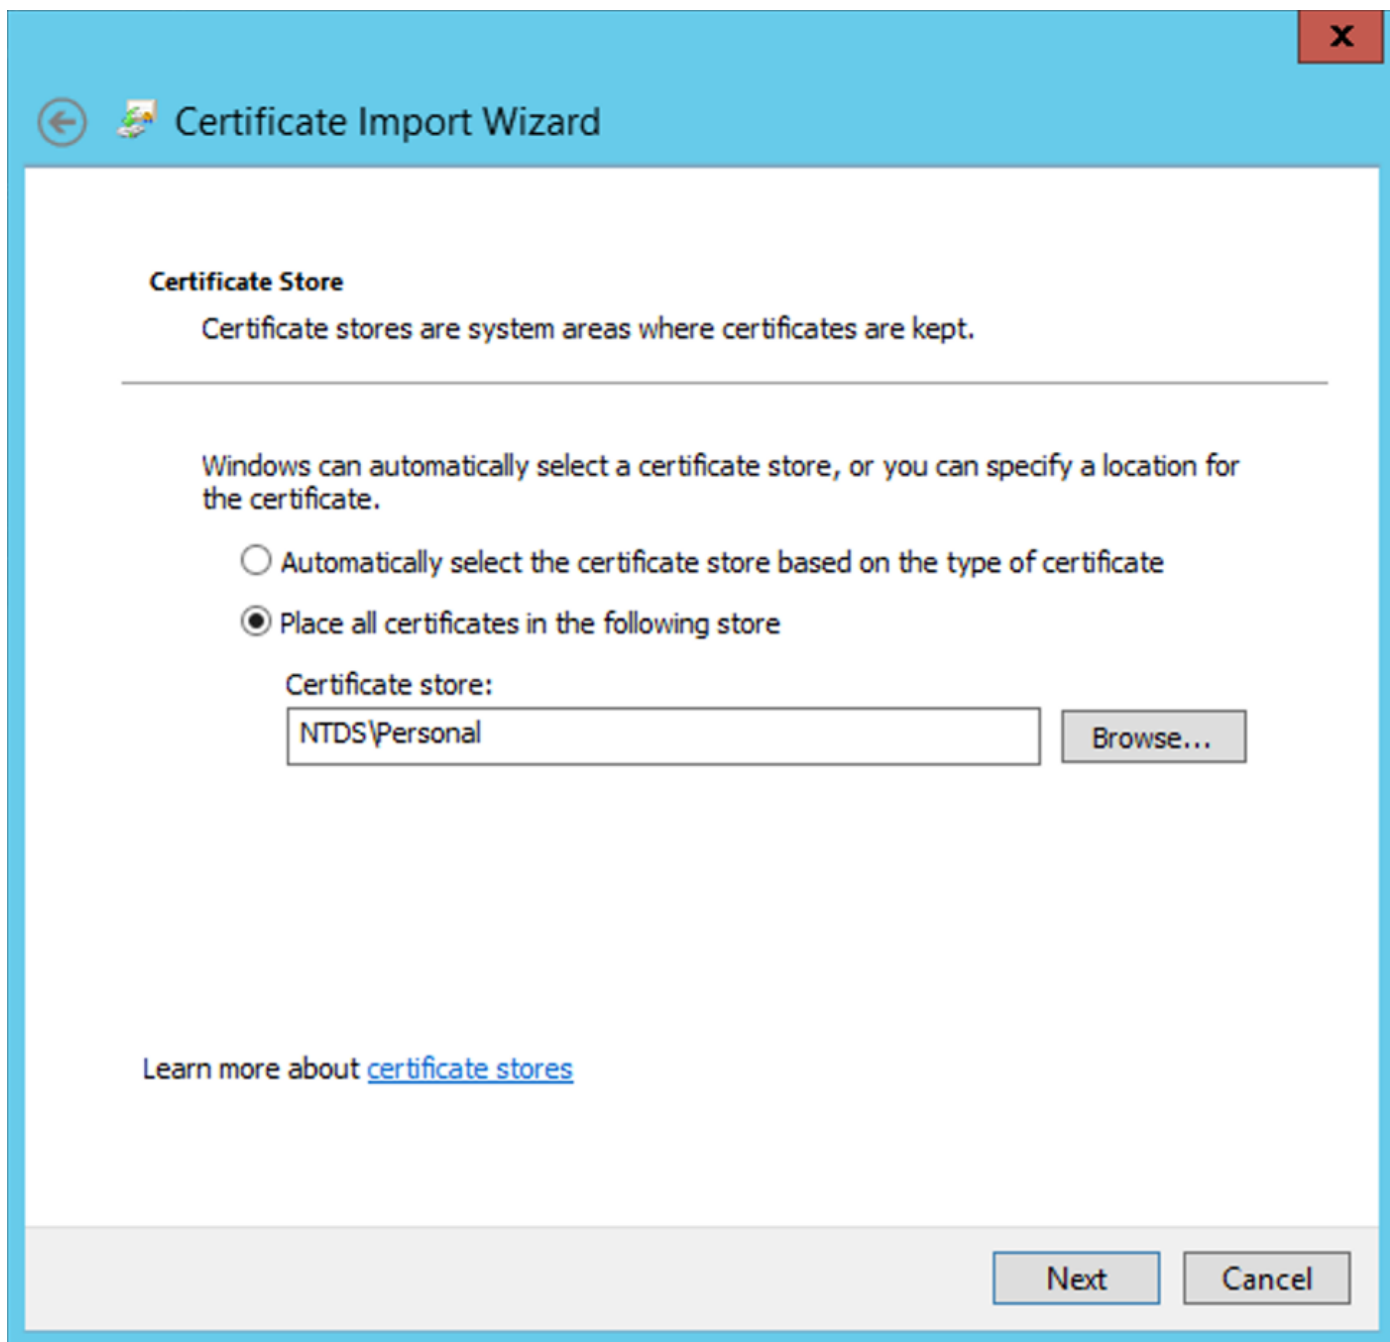 x
Certificate Import Wizard
Certificate Store
Certificate stores are system areas where certificates are kept.
Windows can automatically select a certificate store, or you can specify a location for
the certificate.
Automatically select the certificate store based on the type of certificate
Place all certificates in the following store
Certificate store:
NTDS\Personal
Browse...
Learn more about certificate stores
Next
Cancel